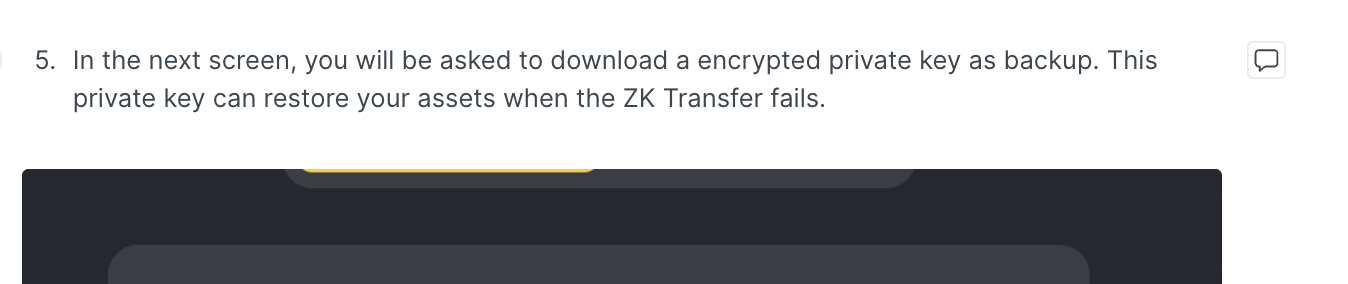 5. In the next screen, you will be asked to download a encrypted private key as backup. This
private key can restore your assets when the ZK Transfer fails.